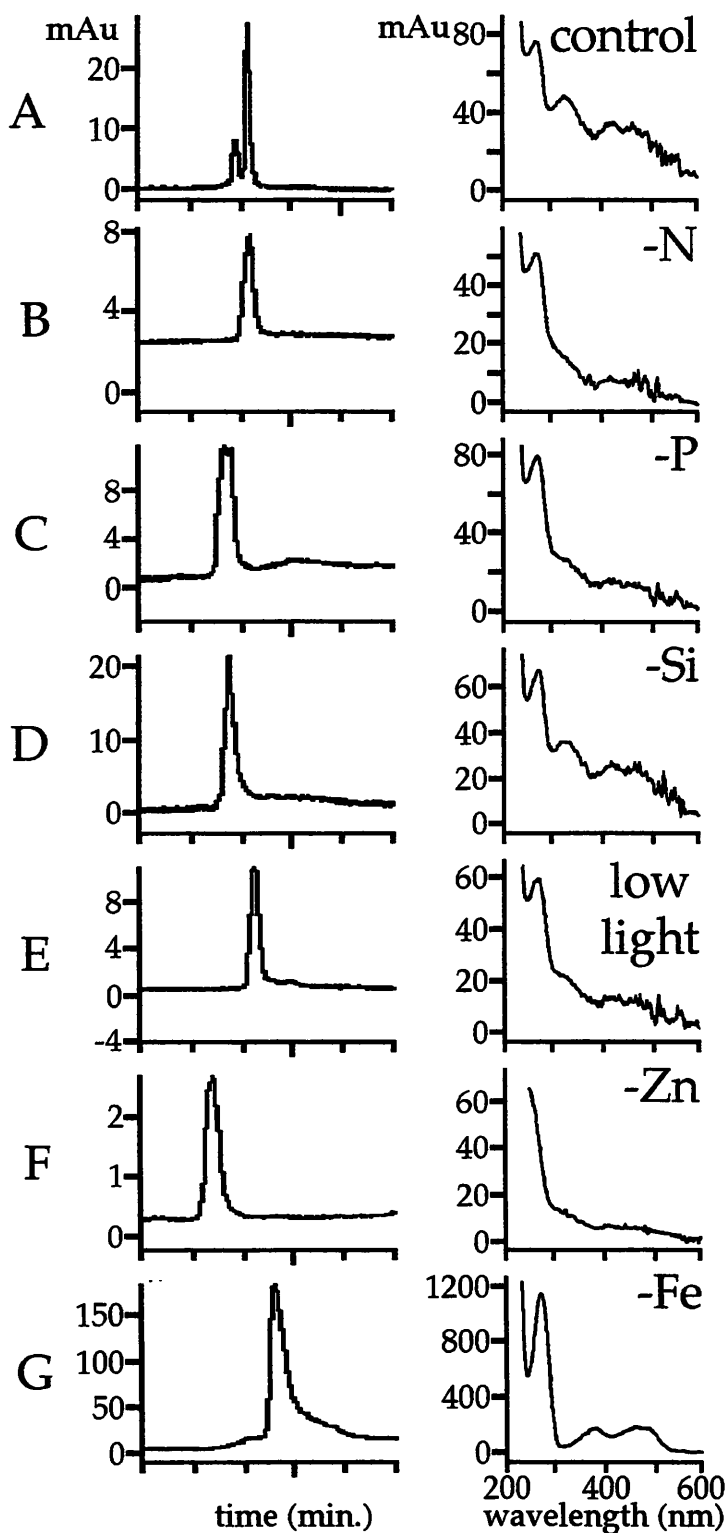 mAu mAu control
A 20 10 0 80 40 0
-N
B 8 4 0 40 20 0
-P
C 8 4 0 80 40 0
-Si
D 20 10 0 60 40 20 0
low
light
E 8 4 0 -4 60 40 20 0
-Zn
F 2 1 0 60 40 20 0
-Fe
G 150 100 50 0 1200 800 400 0
200 400 600
time (min.) wavelength (nm)